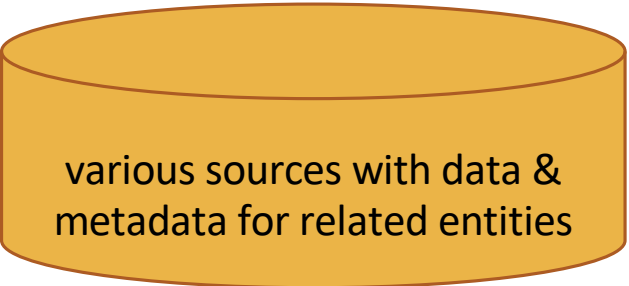 various sources with data &
metadata for related entities